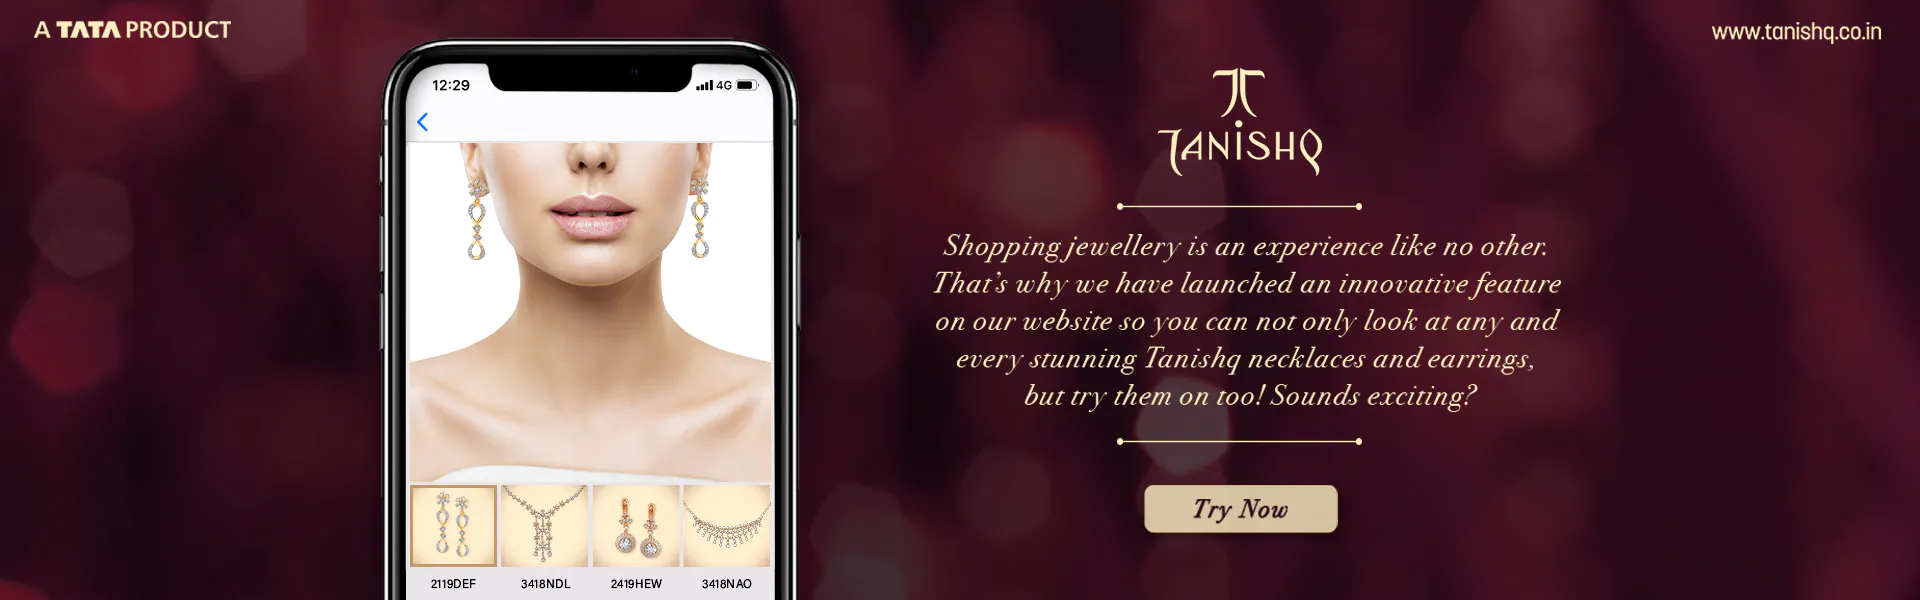 A TATA PRODUCT
www.tanishq.co.in
12:29
4G
2119DEF
3418NDL
2419HEW
3418NAO
TANISHQ
Shopping jewellery is an experience like no other.
That's why we have launched an innovative feature
on our website so you can not only look at any and
every stunning Tanishq necklaces and earrings,
but try them on too! Sounds exciting?
Try Now